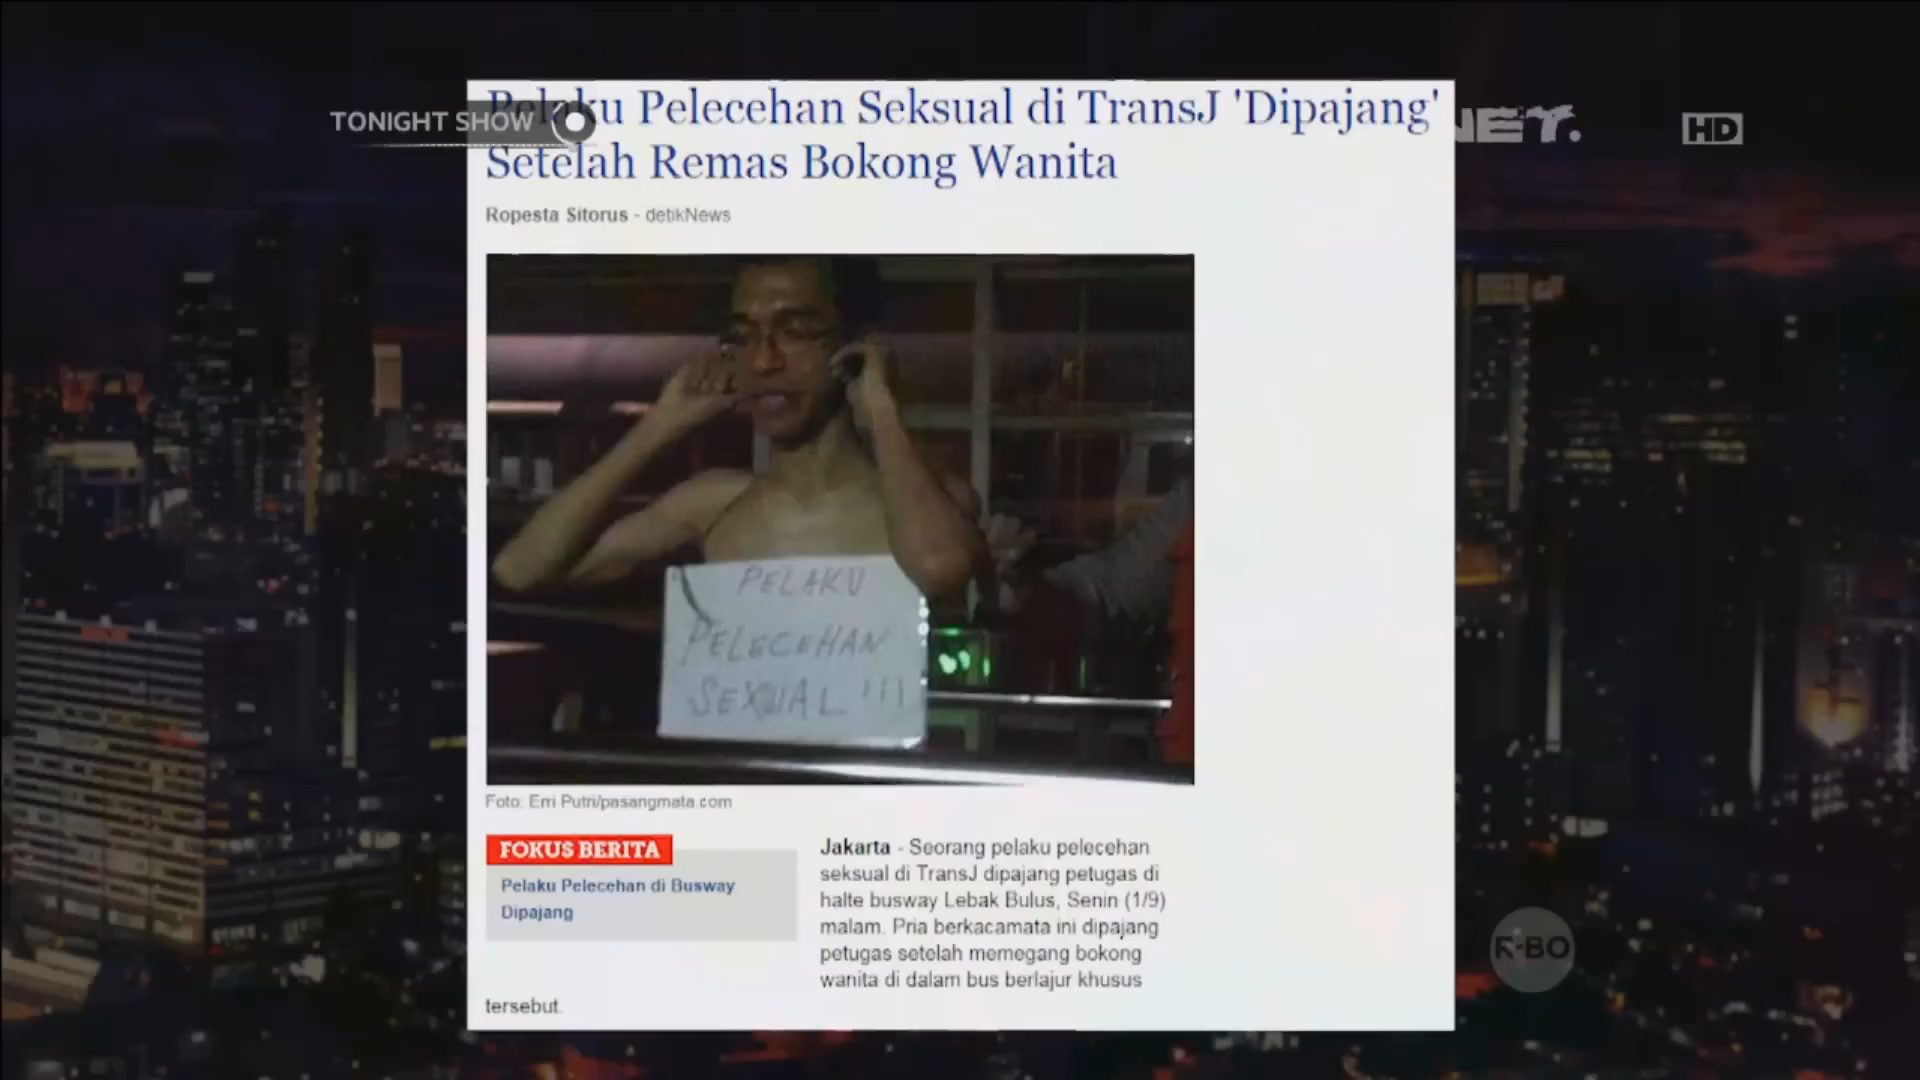 TONIGHT SHOW
NET.
HD
Pelaku Pelecehan Seksual di TransJ 'Dipajang'
Setelah Remas Bokong Wanita
Ropesta Sitorus - detikNews
PELAKU
PELECEHAN
SEXUAL !!!
Foto: Erri Putri/pasangmata.com
FOKUS BERITA
Pelaku Pelecehan di Busway
Dipajang
Jakarta - Seorang pelaku pelecehan
seksual di TransJ dipajang petugas di
halte busway Lebak Bulus, Senin (1/9)
malam. Pria berkacamata ini dipajang
petugas setelah memegang bokong
wanita di dalam bus berlajur khusus
tersebut.
R-BO